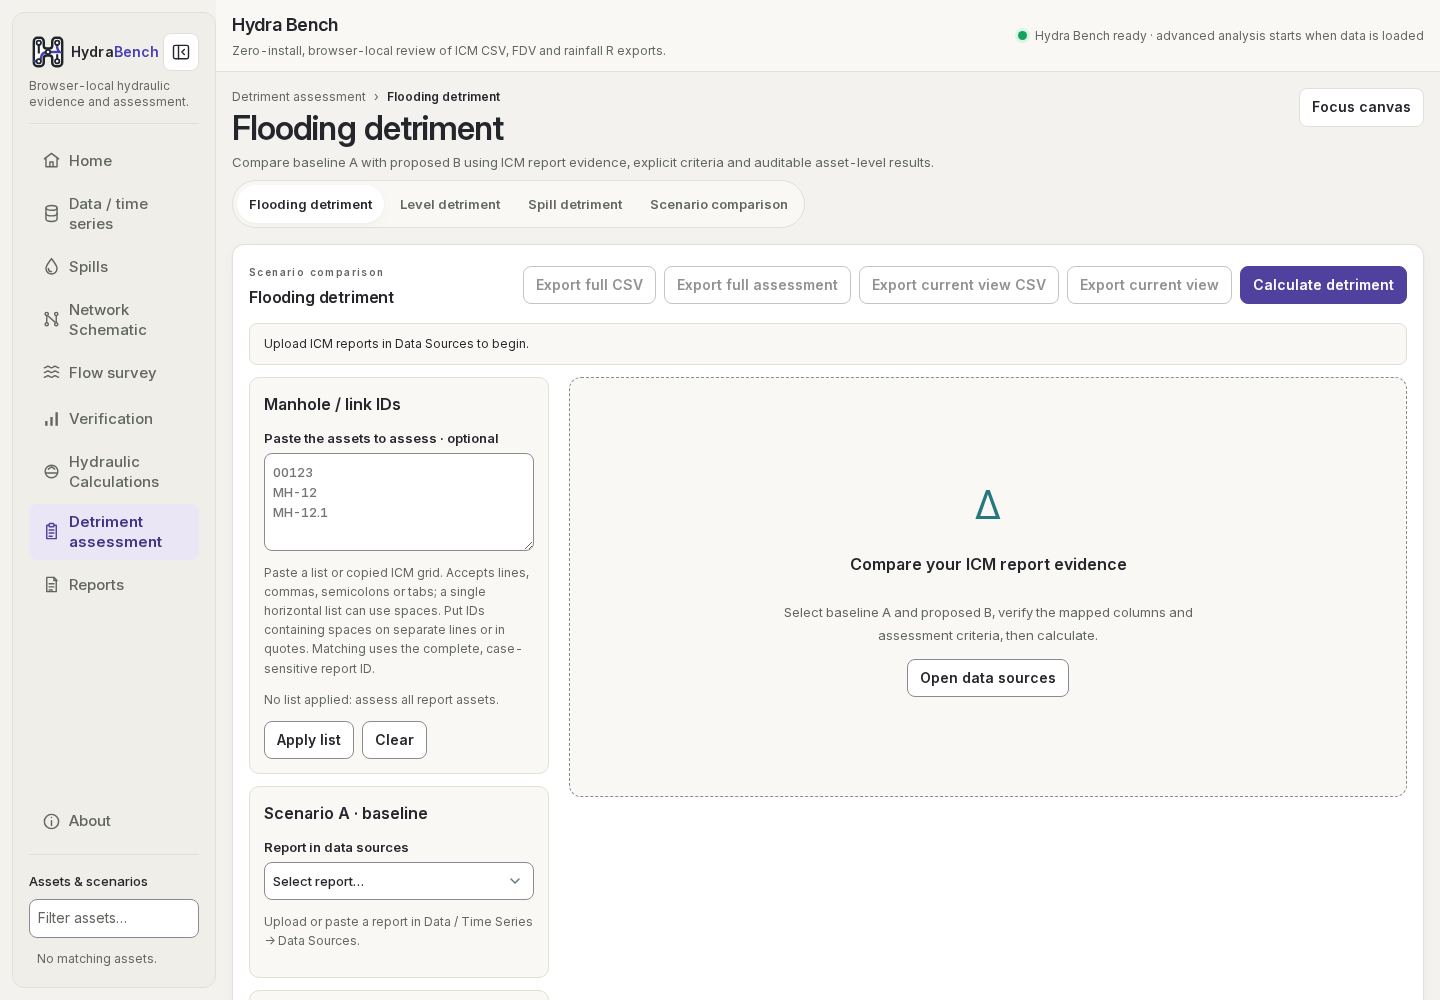 HydraBench
Browser-local hydraulic
evidence and assessment.
Home
Data / time
series
Spills
Network
Schematic
Flow survey
Verification
Hydraulic
Calculations
Detriment
assessment
Reports
About
Assets & scenarios
Filter assets...
No matching assets.
Hydra Bench
Zero-install, browser-local review of ICM CSV, FDV and rainfall R exports.
Hydra Bench ready · advanced analysis starts when data is loaded
Detriment assessment › Flooding detriment
Focus canvas
Flooding detriment
Compare baseline A with proposed B using ICM report evidence, explicit criteria and auditable asset-level results.
Flooding detriment Level detriment Spill detriment Scenario comparison
Scenario comparison
Flooding detriment
Export full CSV Export full assessment Export current view CSV Export current view Calculate detriment
Upload ICM reports in Data Sources to begin.
Manhole / link IDs
Paste the assets to assess · optional
00123
MH-12
MH-12.1
Paste a list or copied ICM grid. Accepts lines,
commas, semicolons or tabs; a single
horizontal list can use spaces. Put IDs
containing spaces on separate lines or in
quotes. Matching uses the complete, case-
sensitive report ID.
No list applied: assess all report assets.
Apply list Clear
Scenario A · baseline
Report in data sources
Select report...
Upload or paste a report in Data / Time Series
→ Data Sources.
Δ
Compare your ICM report evidence
Select baseline A and proposed B, verify the mapped columns and
assessment criteria, then calculate.
Open data sources